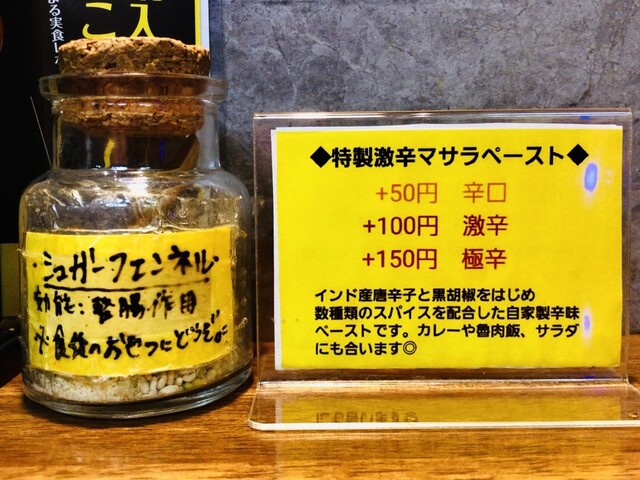 ・シュガーフェンネル・
効能：整腸作用
※食後のおやつにどうぞ。
◆特製激辛マサラペースト◆
+50円 辛口
+100円 激辛
+150円 極辛
インド産唐辛子と黒胡椒をはじめ
数種類のスパイスを配合した自家製辛味
ペーストです。カレーや魯肉飯、サラダ
にも合います◎